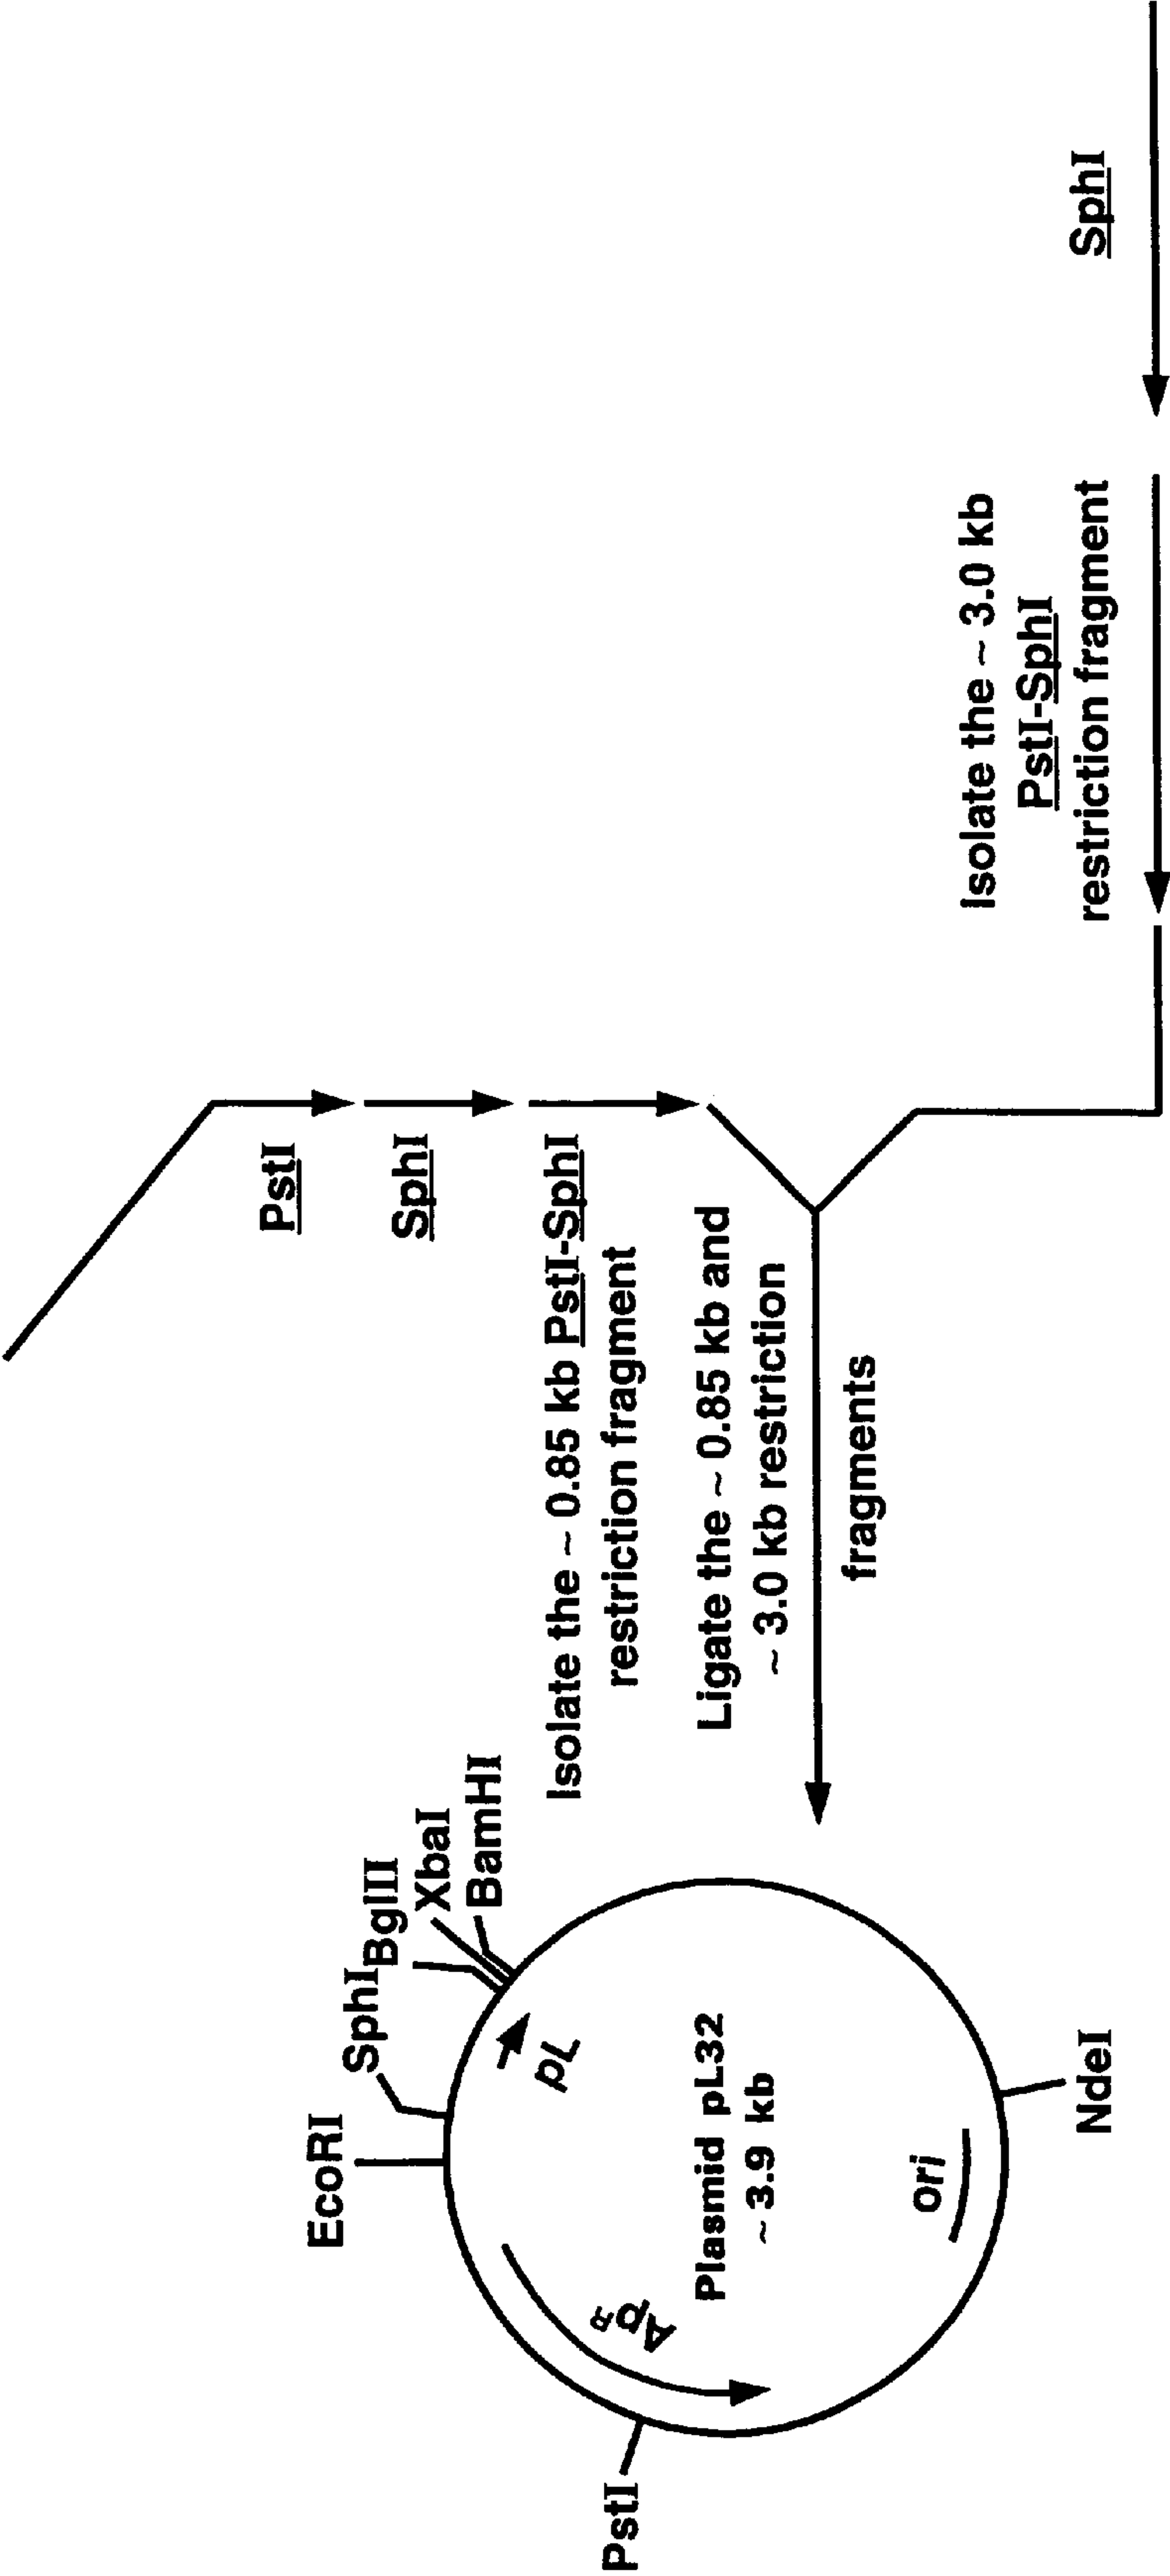 PstI
SphI
Isolate the ~ 0.85 kb PstI-SphI
restriction fragment
Ligate the ~ 0.85 kb and
~ 3.0 kb restriction
fragments
SphI
Isolate the ~ 3.0 kb
PstI-SphI
restriction fragment
EcoRI
SphI
BglII
XbaI
BamHI
pL
Plasmid pL32
~ 3.9 kb
ApR
ori
PstI
NdeI